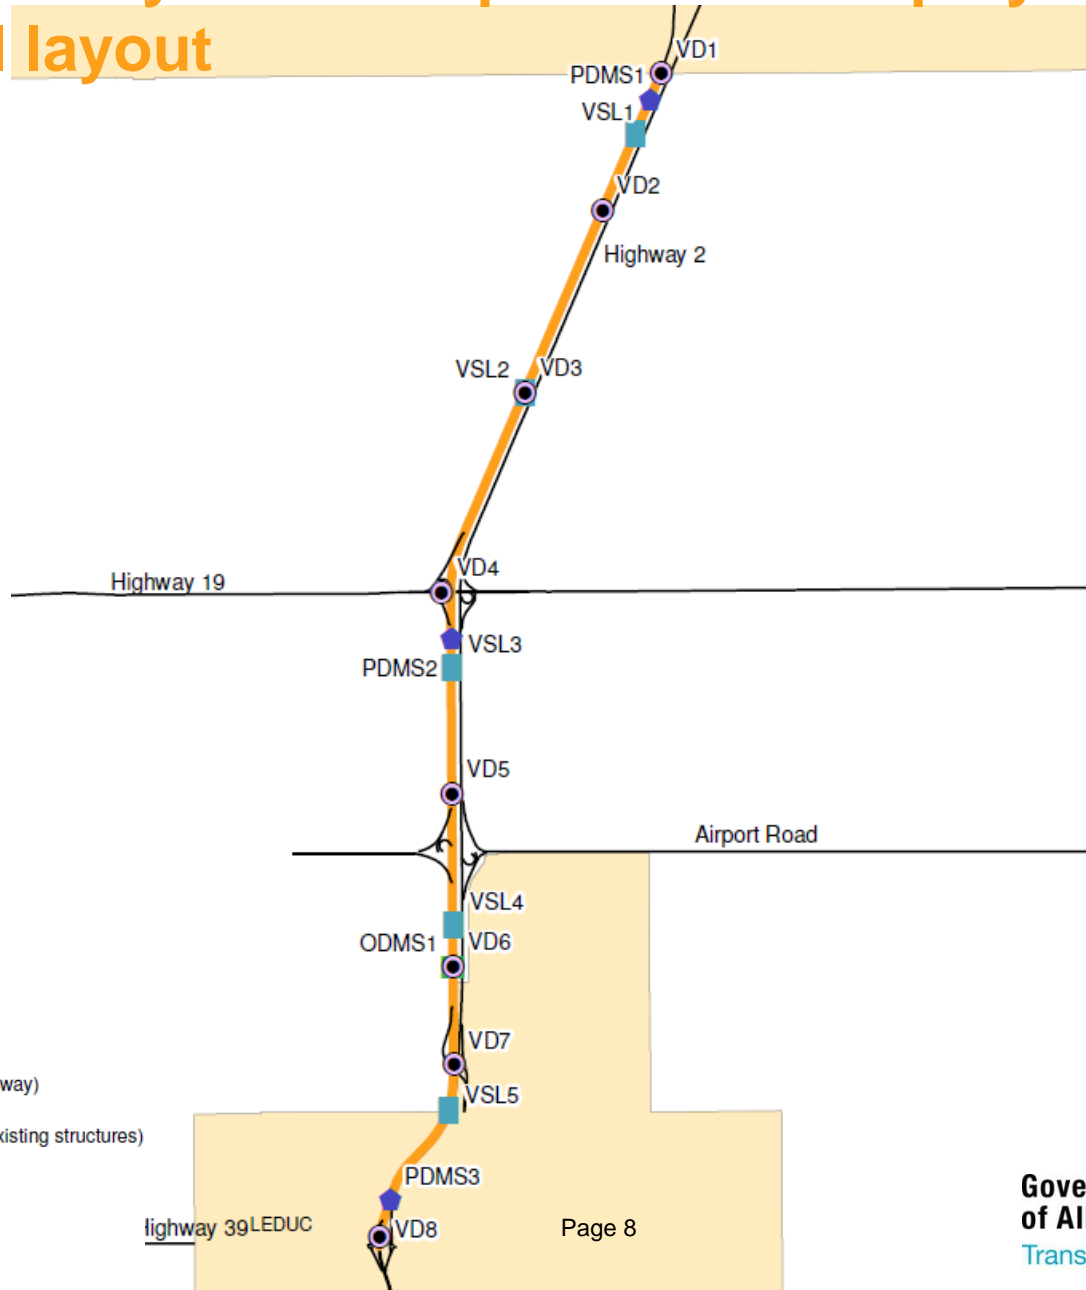 layout
VD1
PDMS1
VSL1
VD2
Highway 2
VSL2
VD3
VD4
Highway 19
VSL3
PDMS2
VD5
Airport Road
VSL4
ODMS1
VD6
VD7
way)
VSL5
xisting structures)
PDMS3
Highway 39
LEDUC
VD8
Page 8
Gove
of Al
Trans